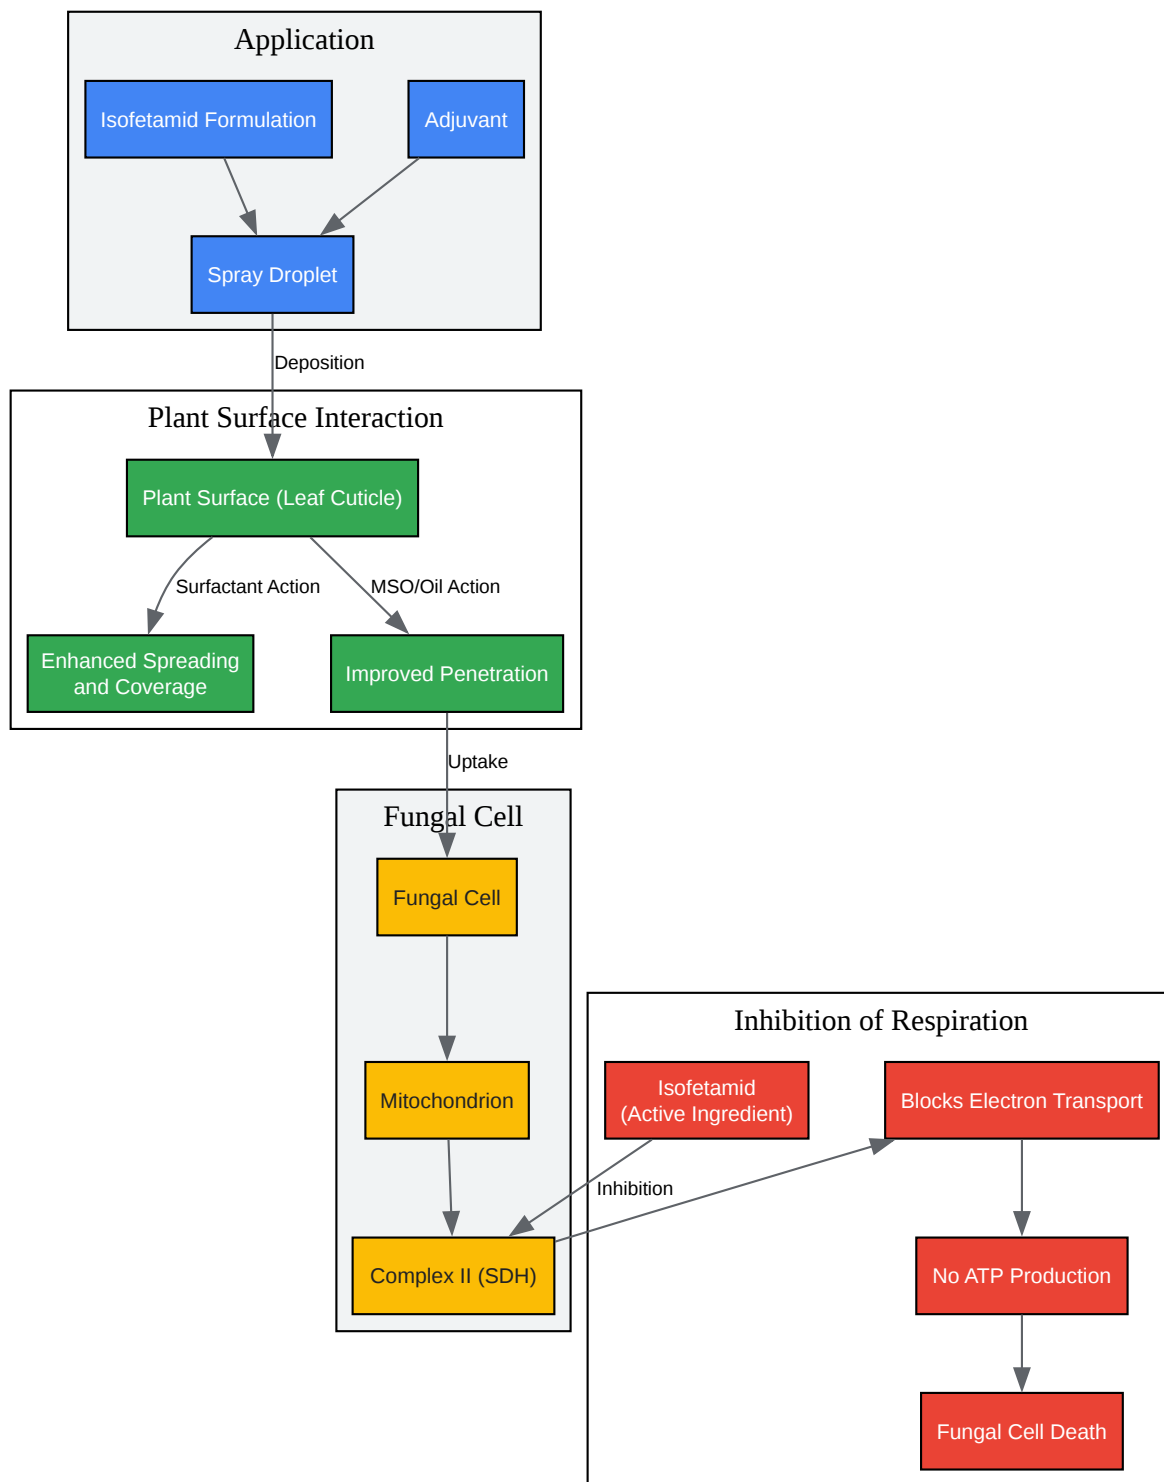 Application
Isofetamid Formulation
Adjuvant
Spray Droplet
Deposition
Plant Surface Interaction
Plant Surface (Leaf Cuticle)
Surfactant Action
MSO/Oil Action
Enhanced Spreading
and Coverage
Improved Penetration
Uptake
Fungal Cell
Fungal Cell
Mitochondrion
Complex II (SDH)
Inhibition of Respiration
Isofetamid
(Active Ingredient)
Blocks Electron Transport
Inhibition
No ATP Production
Fungal Cell Death